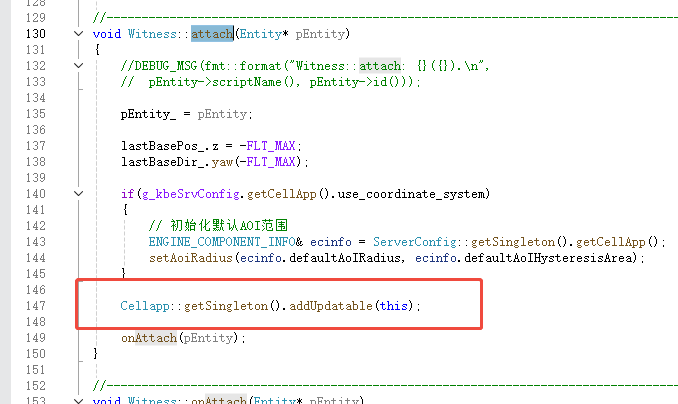 128
129 //--------------------------------------------------------------------------------
130 void Witness::attach(Entity* pEntity)
131 {
132 //DEBUG_MSG(fmt::format("Witness::attach: {}({}).\n",
133 // pEntity->scriptName(), pEntity->id()));
134
135 pEntity_ = pEntity;
136
137 lastBasePos_.z = -FLT_MAX;
138 lastBaseDir_.yaw(-FLT_MAX);
139
140 if(g_kbeSrvConfig.getCellApp().use_coordinate_system)
141 {
142 // 初始化默认AOI范围
143 ENGINE_COMPONENT_INFO& ecinfo = ServerConfig::getSingleton().getCellApp();
144 setAoiRadius(ecinfo.defaultAoIRadius, ecinfo.defaultAoIHysteresisArea);
145 }
146
147 Cellapp::getSingleton().addUpdatable(this);
148
149 onAttach(pEntity);
150 }
151
152 //--------------------------------------------------------------------------------
153 void Witness::onAttach(Entity* pEntity)